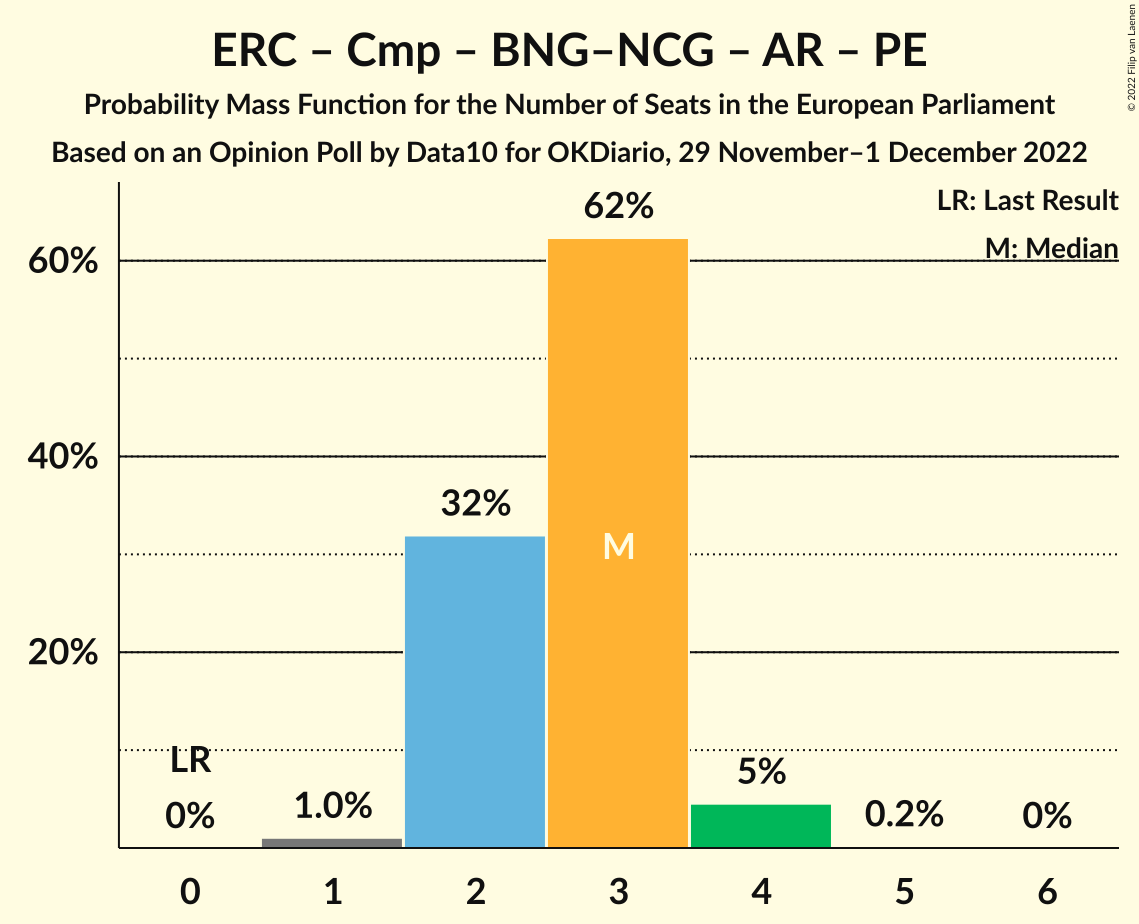 ERC – Cmp – BNG–NCG – AR – PE
Probability Mass Function for the Number of Seats in the European Parliament
Based on an Opinion Poll by Data10 for OKDiario, 29 November–1 December 2022
© 2022 Filip van Laenen
LR: Last Result
M: Median
62%
60%
40%
32%
M
20%
LR
5%
0%
1.0%
0.2%
0%
0 1 2 3 4 5 6